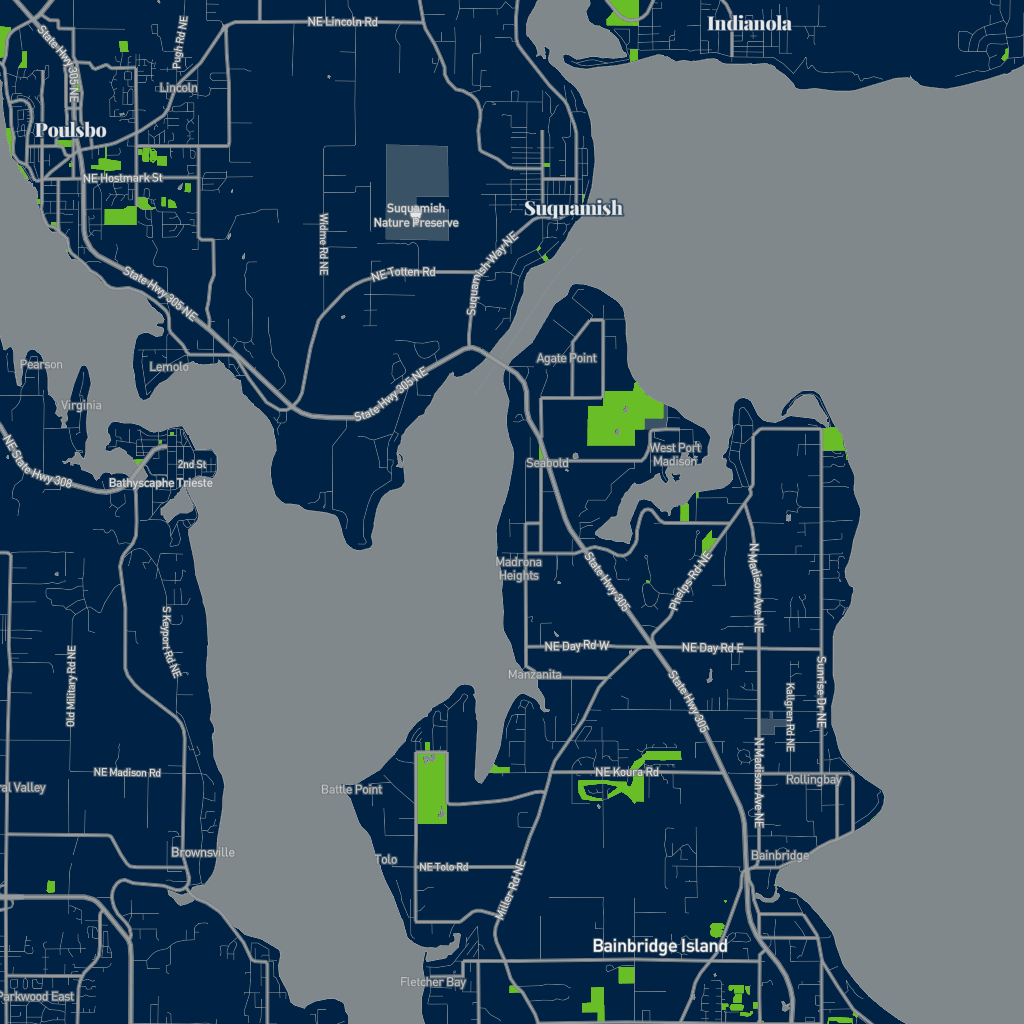 NE Lincoln Rd
Indianola
State Hwy 305 NE
Pugh Rd NE
Lincoln
Poulsbo
NE Hostmark St
Suquamish
Nature Preserve
Suquamish
Widme Rd NE
Suquamish Way NE
NE Totten Rd
State Hwy 305 NE
Agate Point
Pearson
Lemolo
State Hwy 305 NE
Virginia
NE State Hwy 308
2nd St
Bathyscaphe Trieste
Seabold
West Port
Madison
Madrona
Heights
State Hwy 305
Phelps Rd NE
N Madison Ave NE
S Keyport Rd NE
NE Day Rd W
NE Day Rd E
Old Military Rd NE
Manzanita
State Hwy 305
Kallgren Rd NE
Sunrise Dr NE
NE Madison Rd
NE Koura Rd
N Madison Ave NE
Rollingbay
ral Valley
Battle Point
Brownsville
Tolo
NE Tolo Rd
Bainbridge
Miller Rd NE
Bainbridge Island
Fletcher Bay
Parkwood East